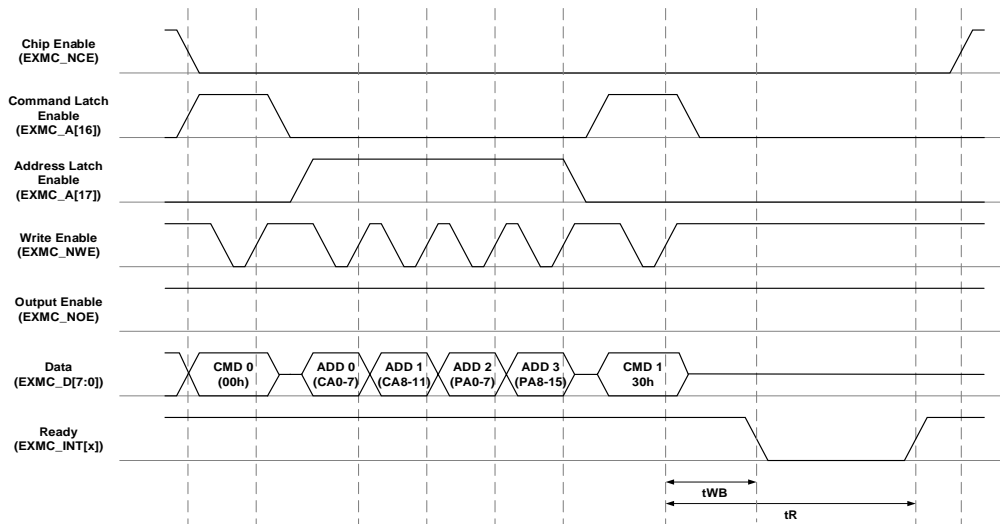 Chip Enable
(EXMC_NCE)
Command Latch
Enable
(EXMC_A[16])
Address Latch
Enable
(EXMC_A[17])
Write Enable
(EXMC_NWE)
Output Enable
(EXMC_NOE)
Data
(EXMC_D[7:0])
CMD 0
(00h)
ADD 0
(CA0-7)
ADD 1
(CA8-11)
ADD 2
(PA0-7)
ADD 3
(PA8-15)
CMD 1
30h
Ready
(EXMC_INT[x])
tWB
tR